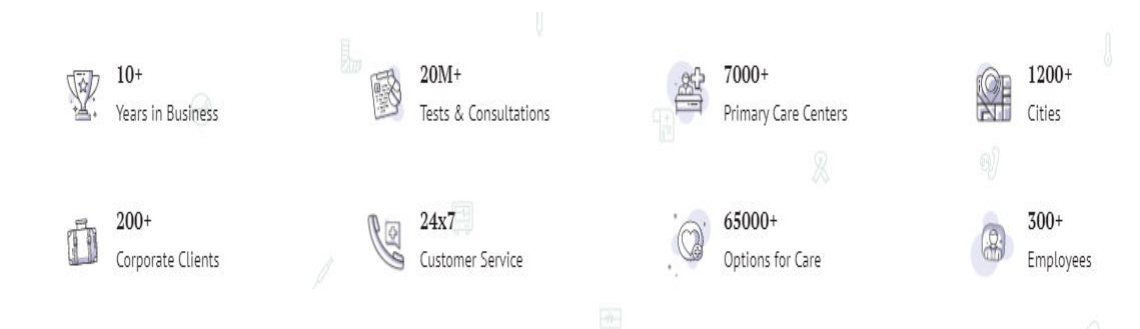 10+
Years in Business
20M+
Tests & Consultations
7000+
Primary Care Centers
1200+
Cities
200+
Corporate Clients
24x7
Customer Service
65000+
Options for Care
300+
Employees